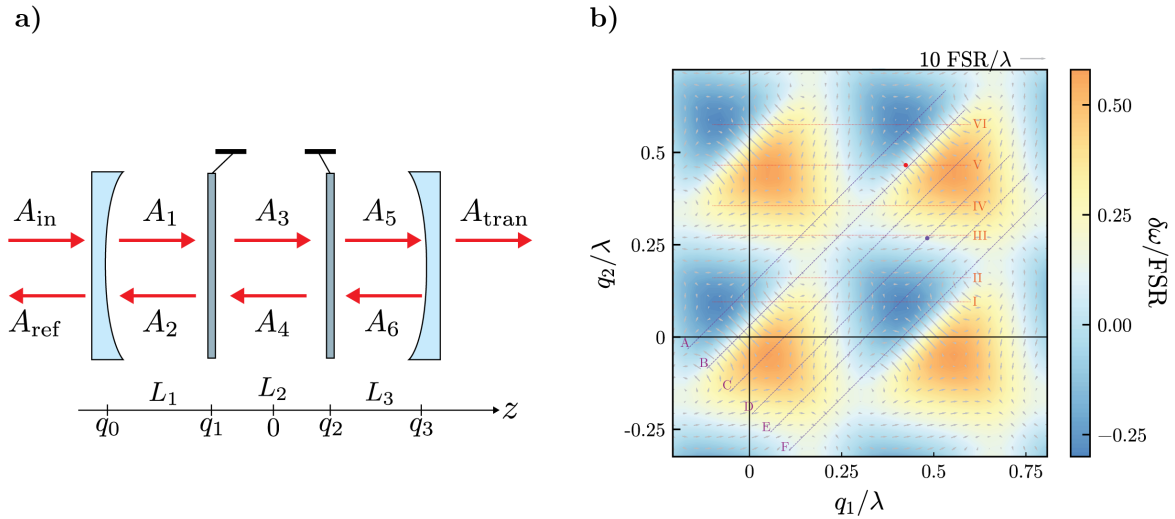 a)
A_in A_1 A_3 A_5 A_tran
A_ref A_2 A_4 A_6
L_1 L_2 L_3
q_0 q_1 0 q_2 q_3 z
b)
10 FSR/λ
0.5
0.25
0
-0.25
q_2/λ
0 0.25 0.5 0.75
q_1/λ
VI
V
IV
III
II
I
A
B
C
D
E
F
0.50
0.25
0.00
−0.25
δω/FSR